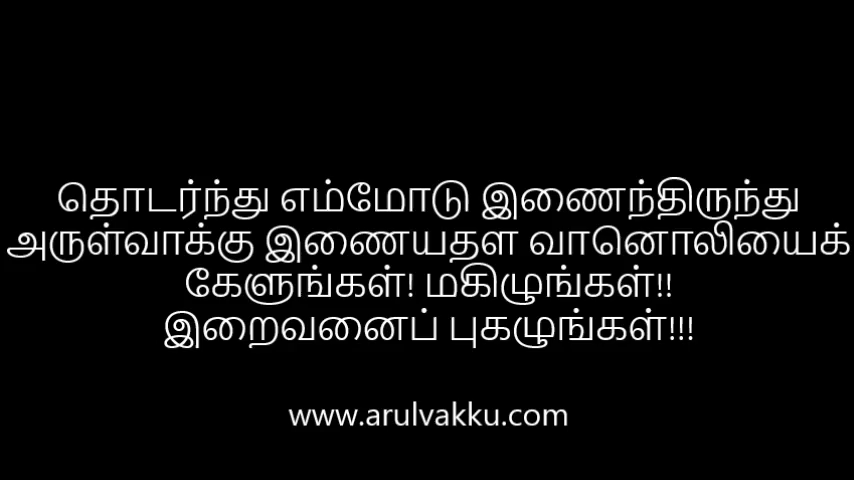 தொடர்ந்து எம்மோடு இணைந்திருந்து
அருள்வாக்கு இணையதள வானொலியைக்
கேளுங்கள்! மகிழுங்கள்!!
இறைவனைப் புகழுங்கள்!!!
www.arulvakku.com